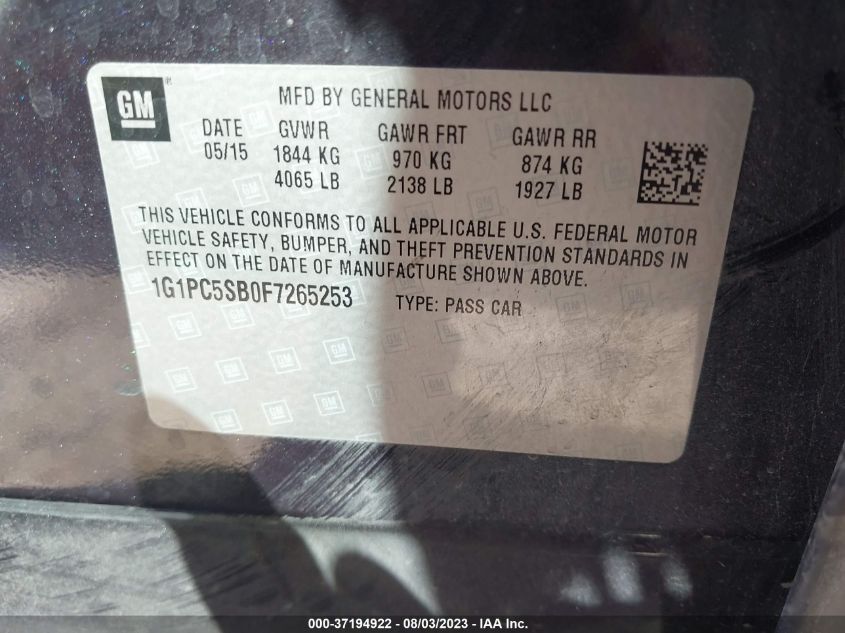 GM
MFD BY GENERAL MOTORS LLC
DATE GVWR GAWR FRT GAWR RR
05/15 1844 KG 970 KG 874 KG
4065 LB 2138 LB 1927 LB
THIS VEHICLE CONFORMS TO ALL APPLICABLE U.S. FEDERAL MOTOR
VEHICLE SAFETY, BUMPER, AND THEFT PREVENTION STANDARDS IN
EFFECT ON THE DATE OF MANUFACTURE SHOWN ABOVE.
1G1PC5SB0F7265253 TYPE: PASS CAR
000-37194922 - 08/03/2023 - IAA Inc.